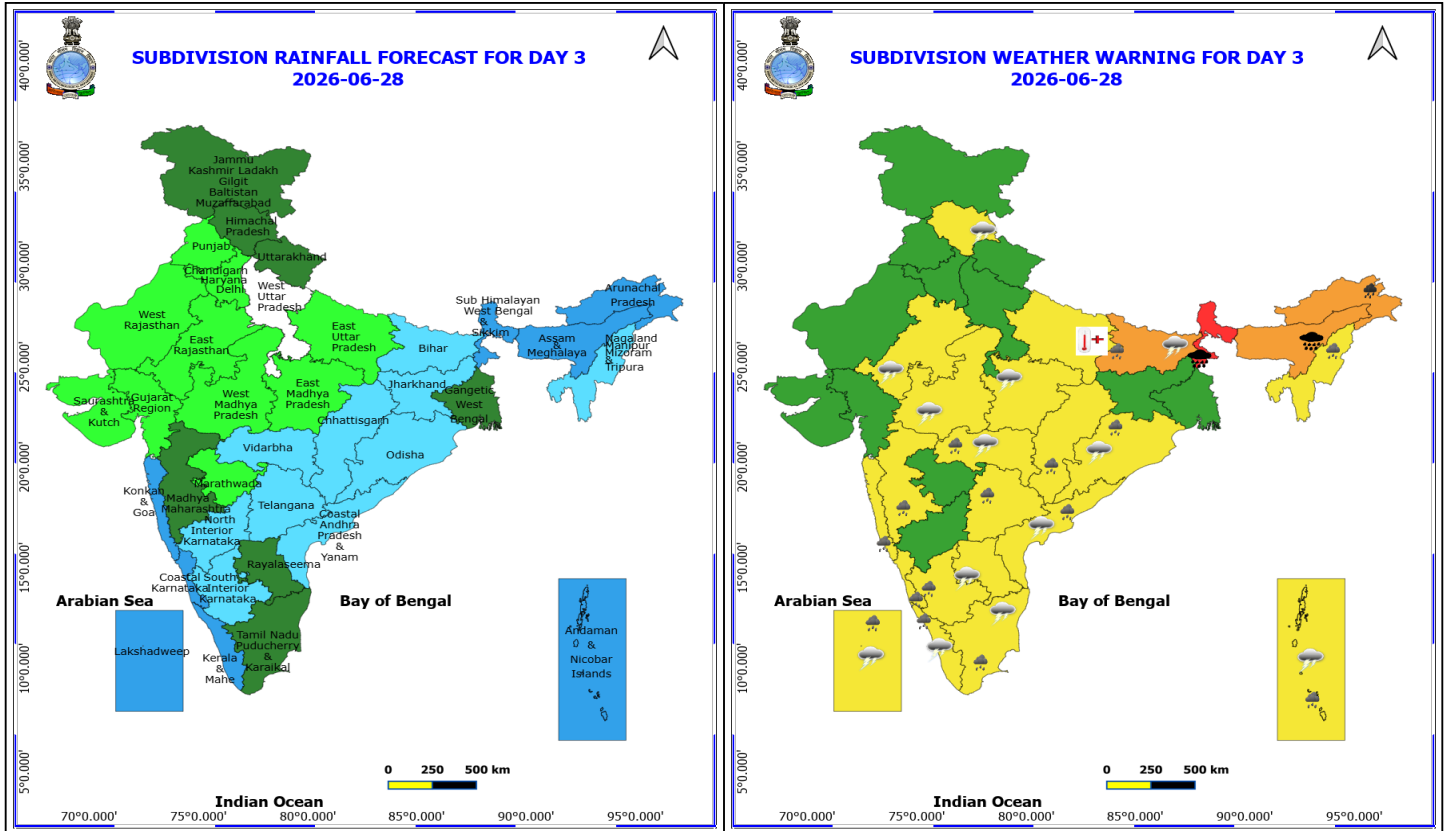 SUBDIVISION RAINFALL FORECAST FOR DAY 3
2026-06-28
40°0.000'
35°0.000'
30°0.000'
25°0.000'
20°0.000'
15°0.000'
10°0.000'
5°0.000'
Jammu
Kashmir Ladakh
Gilgit
Baltistan
Muzaffarabad
Himachal
Pradesh
Punjab
Uttarakhand
Chandigarh
Haryana
Delhi
West
Uttar
Pradesh
West
Rajasthan
East
Rajasthan
East
Uttar
Pradesh
Sub Himalayan
West Bengal
&
Sikkim
Arunachal
Pradesh
Assam
&
Meghalaya
Nagaland
Manipur
Mizoram
&
Tripura
Bihar
Jharkhand
Gangetic
West
Bengal
Saurashtra
&
Kutch
Gujarat
Region
West
Madhya
Pradesh
East
Madhya
Pradesh
Chhattisgarh
Vidarbha
Odisha
Konkan
&
Goa
Madhya
Maharashtra
Marathwada
Telangana
North
Interior
Karnataka
Coastal
Andhra
Pradesh
&
Yanam
Rayalaseema
Coastal
Karnataka
South
Interior
Karnataka
Arabian Sea
Bay of Bengal
Lakshadweep
Kerala
&
Mahe
Tamil Nadu
Puducherry
&
Karaikal
Andaman
&
Nicobar
Islands
0 250 500 km
Indian Ocean
70°0.000' 75°0.000' 80°0.000' 85°0.000' 90°0.000' 95°0.000'
SUBDIVISION WEATHER WARNING FOR DAY 3
2026-06-28
40°0.000'
35°0.000'
30°0.000'
25°0.000'
20°0.000'
15°0.000'
10°0.000'
5°0.000'
Arabian Sea
Bay of Bengal
0 250 500 km
Indian Ocean
70°0.000' 75°0.000' 80°0.000' 85°0.000' 90°0.000' 95°0.000'